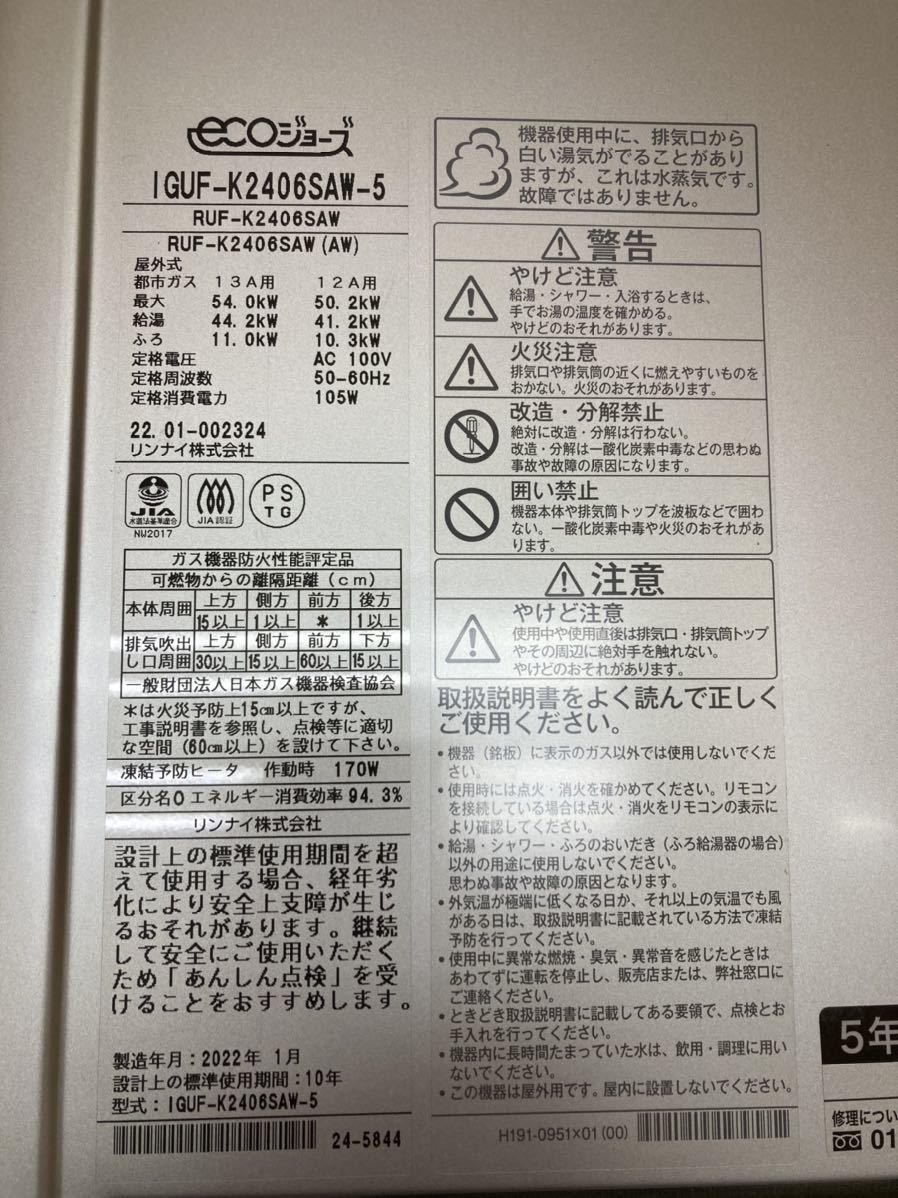 ecoジョーズ
IGUF-K2406SAW-5
RUF-K2406SAW
RUF-K2406SAW(AW)
屋外式
都市ガス 13A用 12A用
最大 54.0kW 50.2kW
給湯 44.2kW 41.2kW
ふろ 11.0kW 10.3kW
定格電圧 AC 100V
定格周波数 50-60Hz
定格消費電力 105W
22.01-002324
リンナイ株式会社
JIA
水道法基準適合
NW2017
JIA認証
PS
TG
ガス機器防火性能評定品
可燃物からの離隔距離(cm)
本体周囲 上方 側方 前方 後方
15以上 1以上 * 1以上
排気吹出し口周囲 上方 側方 前方 下方
30以上 15以上 60以上 15以上
一般財団法人日本ガス機器検査協会
*は火災予防上15cm以上ですが、
工事説明書を参照し、点検等に適切
な空間(60cm以上)を設けて下さい。
凍結予防ヒータ 作動時 170W
区分名O エネルギー消費効率 94.3%
リンナイ株式会社
設計上の標準使用期間を超
えて使用する場合、経年劣
化により安全上支障が生じ
るおそれがあります。継続
して安全にご使用いただく
ため「あんしん点検」を受
けることをおすすめします。
製造年月:2022年 1月
設計上の標準使用期間:10年
型式:IGUF-K2406SAW-5
24-5844
機器使用中に、排気口から
白い湯気がでることがあり
ますが、これは水蒸気です。
故障ではありません。
警告
やけど注意
給湯・シャワー・入浴するときは、
手でお湯の温度を確かめる。
やけどのおそれがあります。
火災注意
排気口や排気筒の近くに燃えやすいものを
おかない。火災のおそれがあります。
改造・分解禁止
絶対に改造・分解は行わない。
改造・分解は一酸化炭素中毒などの思わぬ
事故や故障の原因になります。
囲い禁止
機器本体や排気筒トップを波板などで囲わ
ない。一酸化炭素中毒や火災のおそれがあ
ります。
注意
やけど注意
使用中や使用直後は排気口・排気筒トップ
やその周辺に絶対手を触れない。
やけどのおそれがあります。
取扱説明書をよく読んで正しく
ご使用ください。
・機器(銘板)に表示のガス以外では使用しないでくだ
さい。
・使用時には点火・消火を確かめてください。リモコン
を接続している場合は点火・消火をリモコンの表示に
より確認してください。
・給湯・シャワー・ふろのおいだき(ふろ給湯器の場合)
以外の用途に使用しないでください。
思わぬ事故や故障の原因となります。
・外気温が極端に低くなる日か、それ以上の気温でも風
がある日は、取扱説明書に記載されている方法で凍結
予防を行ってください。
・使用中に異常な燃焼・臭気・異常音を感じたときは
あわてずに運転を停止し、販売店または、弊社窓口に
ご連絡ください。
・ときどき取扱説明書に記載してある要領で、点検とお
手入れを行ってください。
・機器内に長時間たまっていた水は、飲用・調理に用い
ないでください。
・この機器は屋外用です。屋内に設置しないでください。
H191-0951×01(00)
5年
修理につい
01